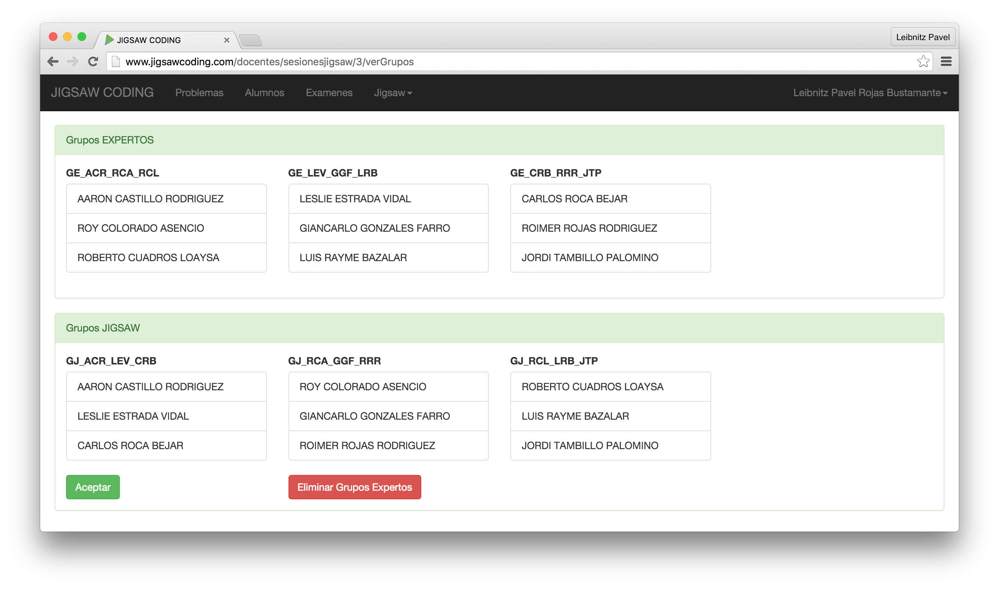 JIGSAW CODING
Leibnitz Pavel
www.jigsawcoding.com/docentes/sesionesjigsaw/3/verGrupos
JIGSAW CODING Problemas Alumnos Examenes Jigsaw Leibnitz Pavel Rojas Bustamante
Grupos EXPERTOS
GE_ACR_RCA_RCL
AARON CASTILLO RODRIGUEZ
ROY COLORADO ASENCIO
ROBERTO CUADROS LOAYSA
GE_LEV_GGF_LRB
LESLIE ESTRADA VIDAL
GIANCARLO GONZALES FARRO
LUIS RAYME BAZALAR
GE_CRB_RRR_JTP
CARLOS ROCA BEJAR
ROIMER ROJAS RODRIGUEZ
JORDI TAMBILLO PALOMINO
Grupos JIGSAW
GJ_ACR_LEV_CRB
AARON CASTILLO RODRIGUEZ
LESLIE ESTRADA VIDAL
CARLOS ROCA BEJAR
GJ_RCA_GGF_RRR
ROY COLORADO ASENCIO
GIANCARLO GONZALES FARRO
ROIMER ROJAS RODRIGUEZ
GJ_RCL_LRB_JTP
ROBERTO CUADROS LOAYSA
LUIS RAYME BAZALAR
JORDI TAMBILLO PALOMINO
Aceptar
Eliminar Grupos Expertos